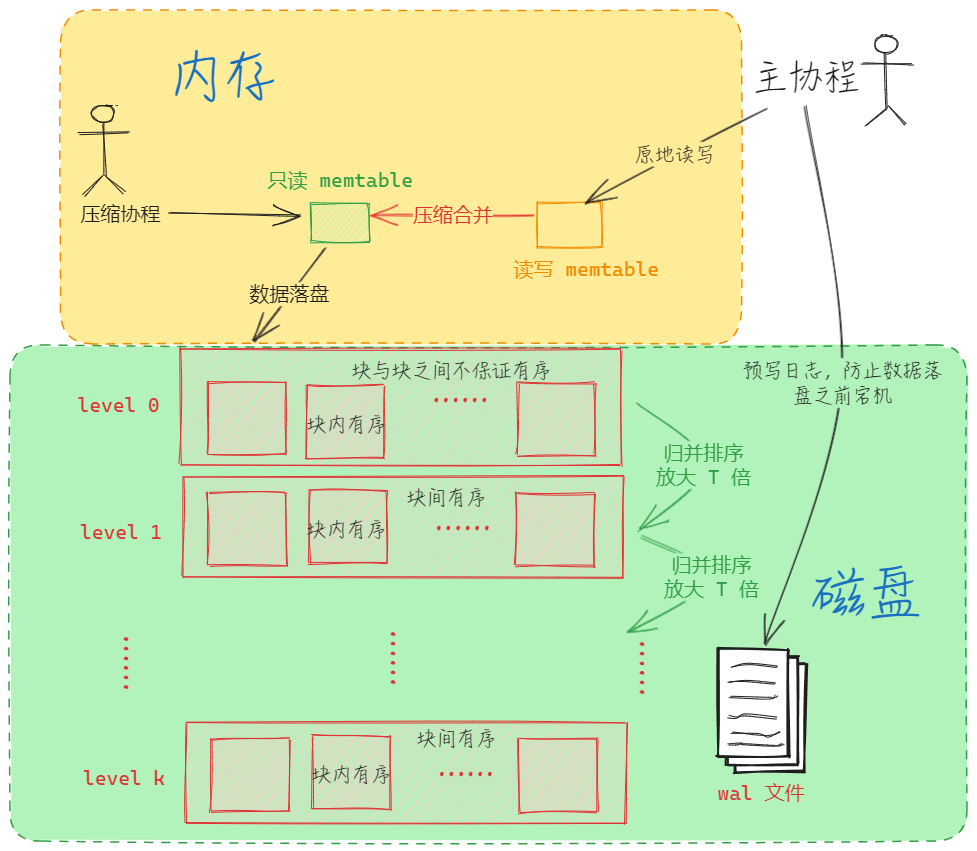 内存
主协程
原地读写
只读 memtable
压缩协程
压缩合并
读写 memtable
数据落盘
块与块之间不保证有序
预写日志，防止数据落
盘之前宕机
level 0
块内有序
归并排序
放大 T 倍
块间有序
level 1
块内有序
归并排序
放大 T 倍
磁盘
块间有序
level k
块内有序
wal 文件